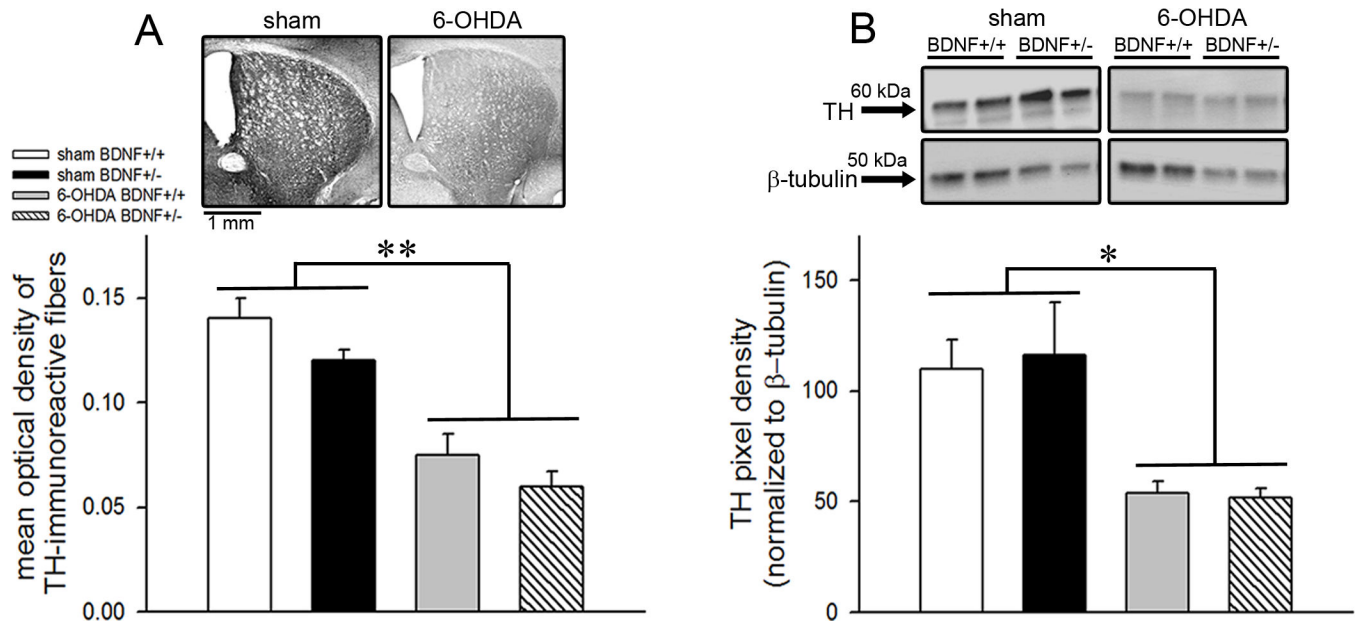 A
sham
6-OHDA
sham BDNF+/+
sham BDNF+/-
6-OHDA BDNF+/+
6-OHDA BDNF+/-
1 mm
**
mean optical density of
TH-immunoreactive fibers
0.15
0.10
0.05
0.00
B
sham
6-OHDA
BDNF+/+ BDNF+/-
BDNF+/+ BDNF+/-
60 kDa
TH
50 kDa
β-tubulin
*
TH pixel density
(normalized to β-tubulin)
150
100
50
0